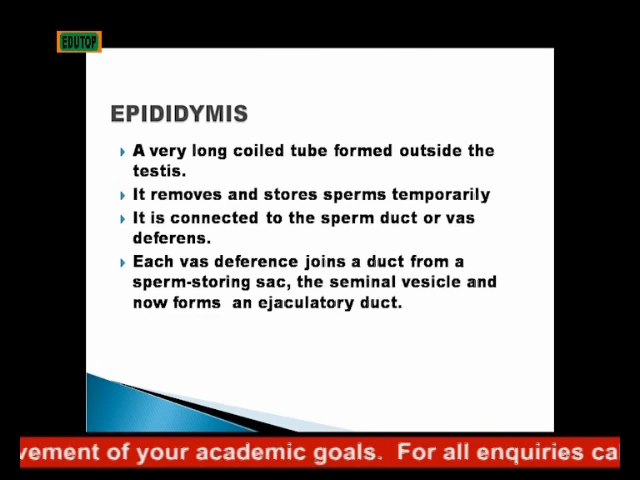 EDUTOP
EPIDIDYMIS
A very long coiled tube formed outside the
testis.
It removes and stores sperms temporarily
It is connected to the sperm duct or vas
deferens.
Each vas deference joins a duct from a
sperm-storing sac, the seminal vesicle and
now forms an ejaculatory duct.
vement of your academic goals. For all enquiries ca